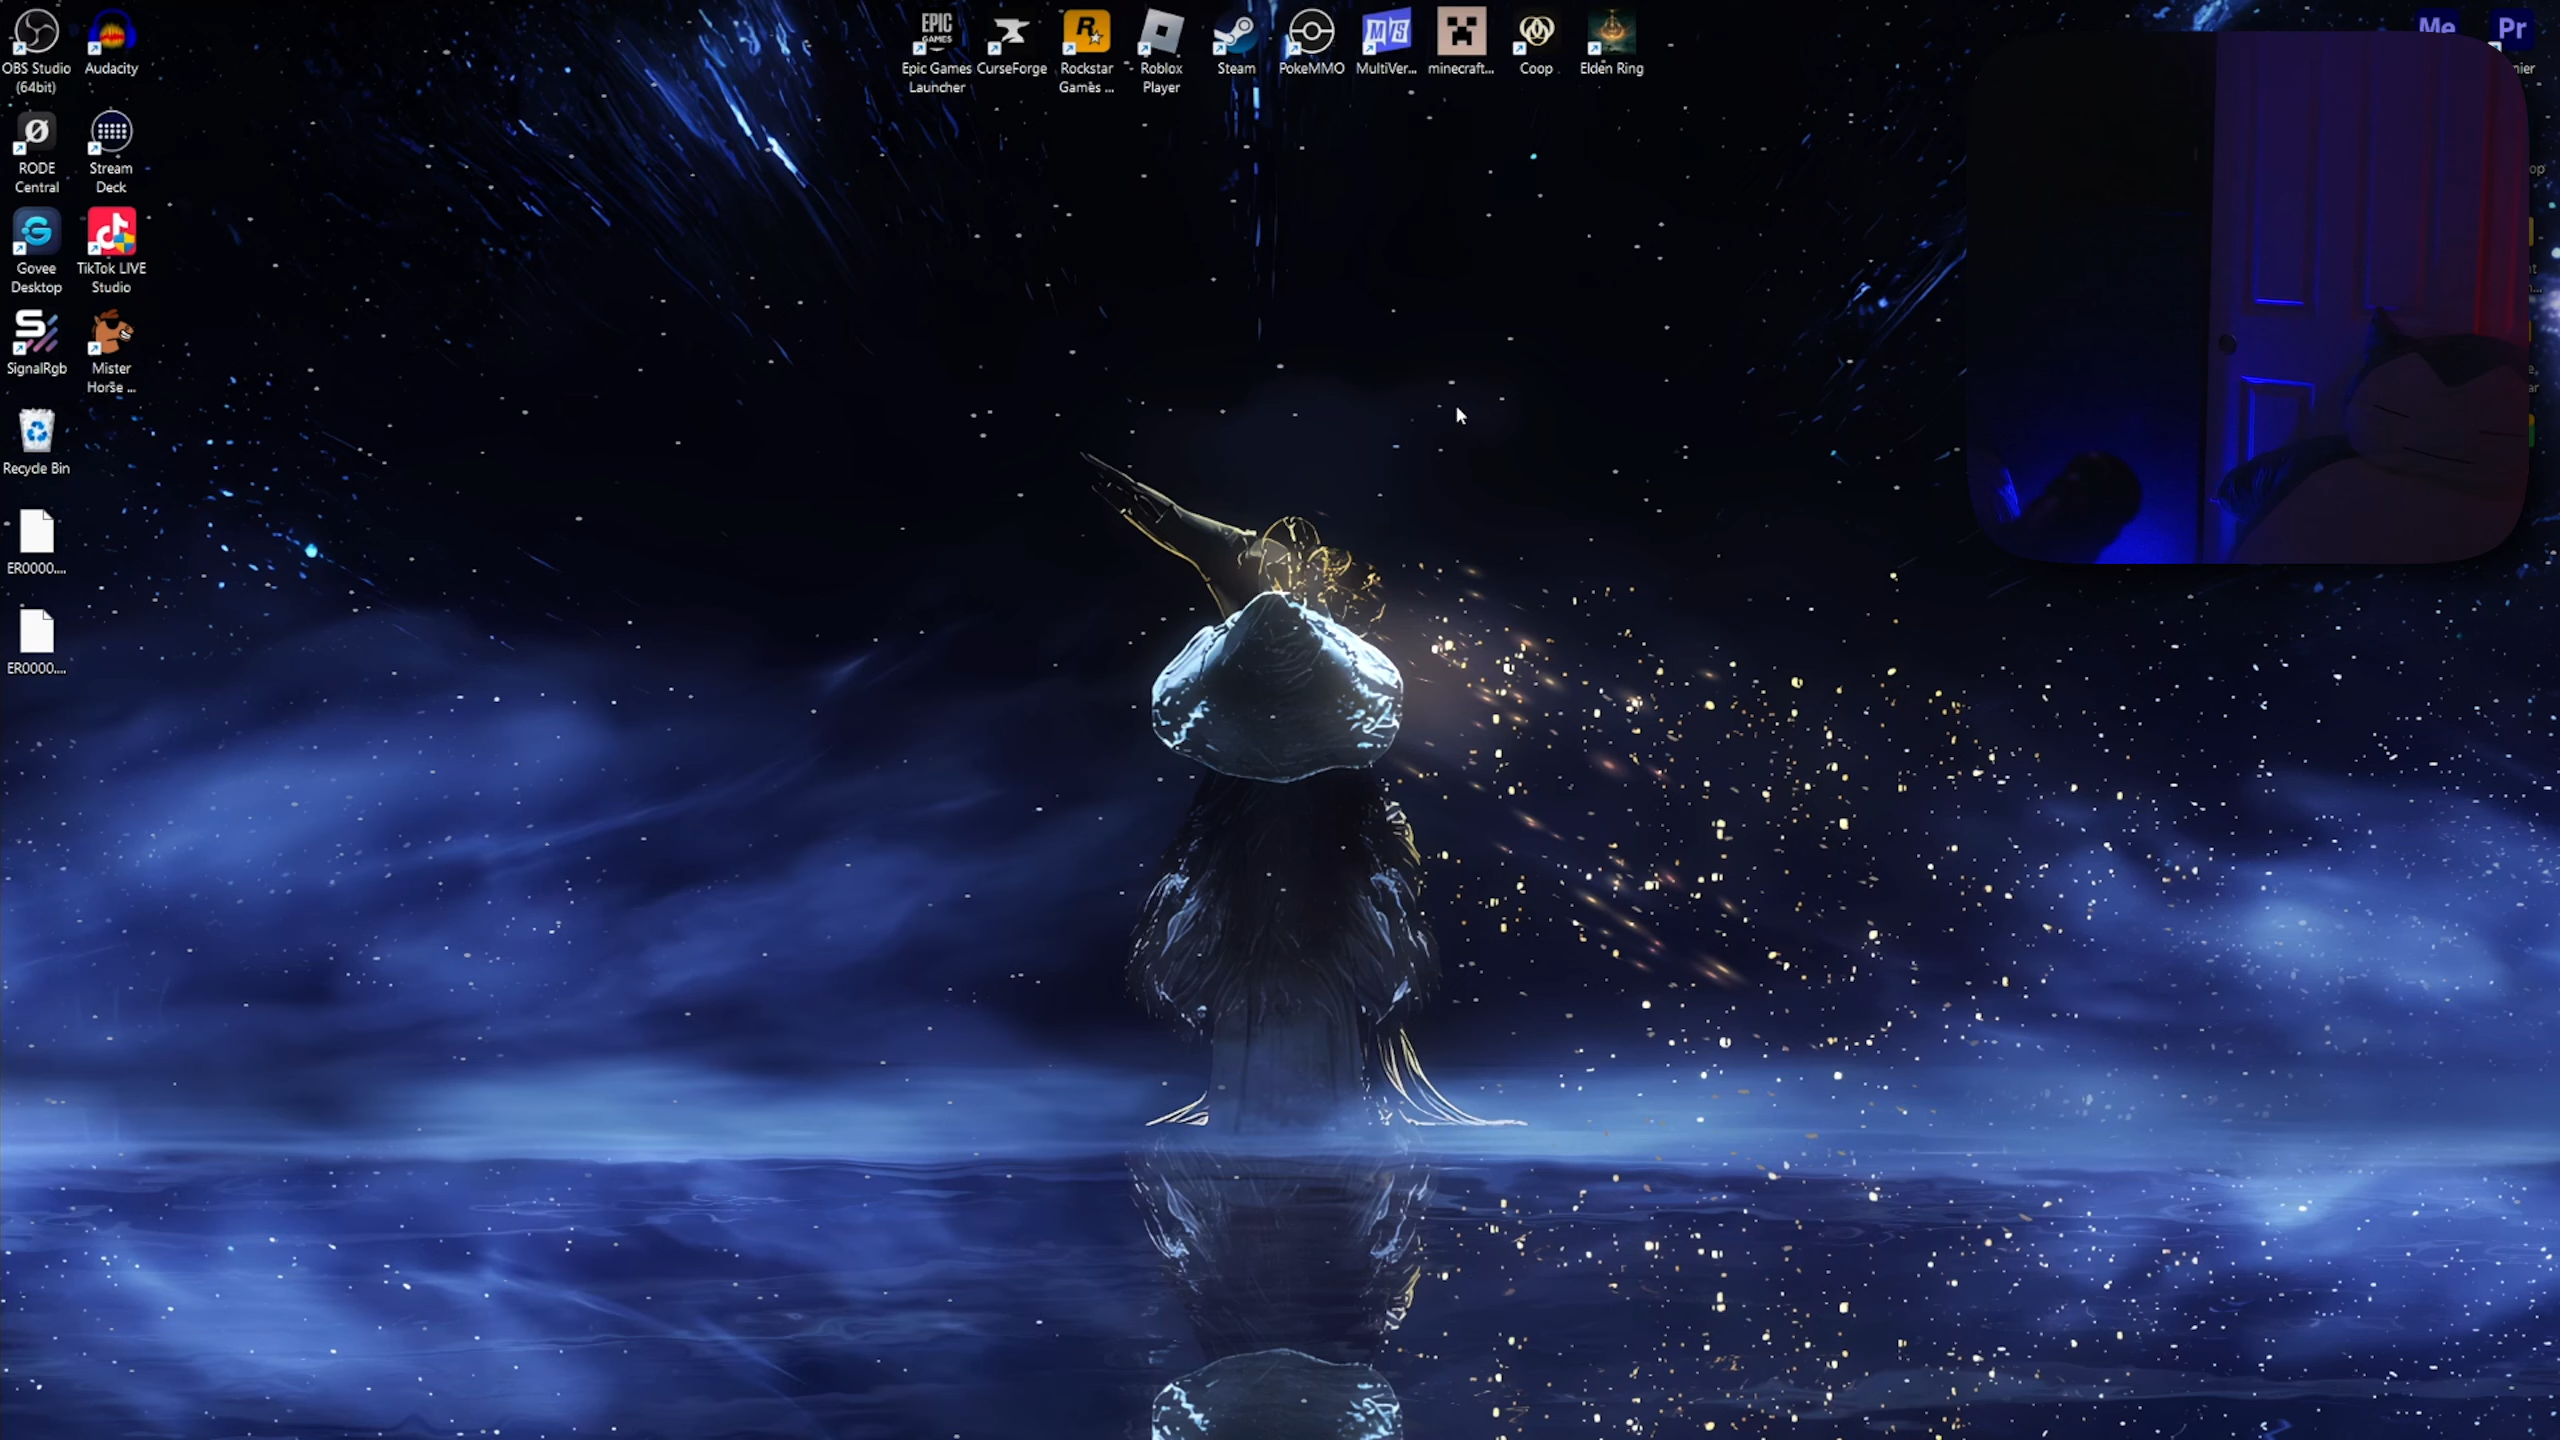 OBS Studio
(64bit)
Audacity
RODE
Central
Stream
Deck
Govee
Desktop
TikTok LIVE
Studio
SignalRgb
Mister
Horse ...
Recycle Bin
ER0000....
ER0000....
EPIC
GAMES
Epic Games
Launcher
CurseForge
R
Rockstar
Games ...
Roblox
Player
Steam
PokeMMO
M/S
MultiVer...
minecraft...
Coop
Elden Ring
Me
Pr